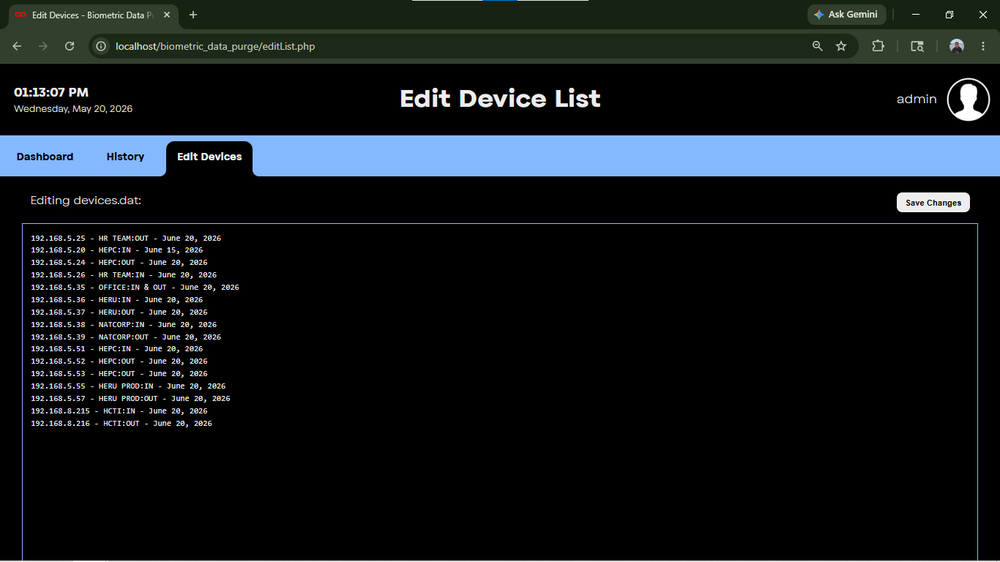 Edit Devices - Biometric Data Pu
Ask Gemini
localhost/biometric_data_purge/editList.php
01:13:07 PM
Wednesday, May 20, 2026
Edit Device List
admin
Dashboard
History
Edit Devices
Editing devices.dat:
Save Changes
192.168.5.25 - HR TEAM:OUT - June 20, 2026
192.168.5.20 - HEPC:IN - June 15, 2026
192.168.5.24 - HEPC:OUT - June 20, 2026
192.168.5.26 - HR TEAM:IN - June 20, 2026
192.168.5.35 - OFFICE:IN & OUT - June 20, 2026
192.168.5.36 - HERU:IN - June 20, 2026
192.168.5.37 - HERU:OUT - June 20, 2026
192.168.5.38 - NATCORP:IN - June 20, 2026
192.168.5.39 - NATCORP:OUT - June 20, 2026
192.168.5.51 - HEPC:IN - June 20, 2026
192.168.5.52 - HEPC:OUT - June 20, 2026
192.168.5.53 - HEPC:OUT - June 20, 2026
192.168.5.55 - HERU PROD:IN - June 20, 2026
192.168.5.57 - HERU PROD:OUT - June 20, 2026
192.168.8.215 - HCTI:IN - June 20, 2026
192.168.8.216 - HCTI:OUT - June 20, 2026